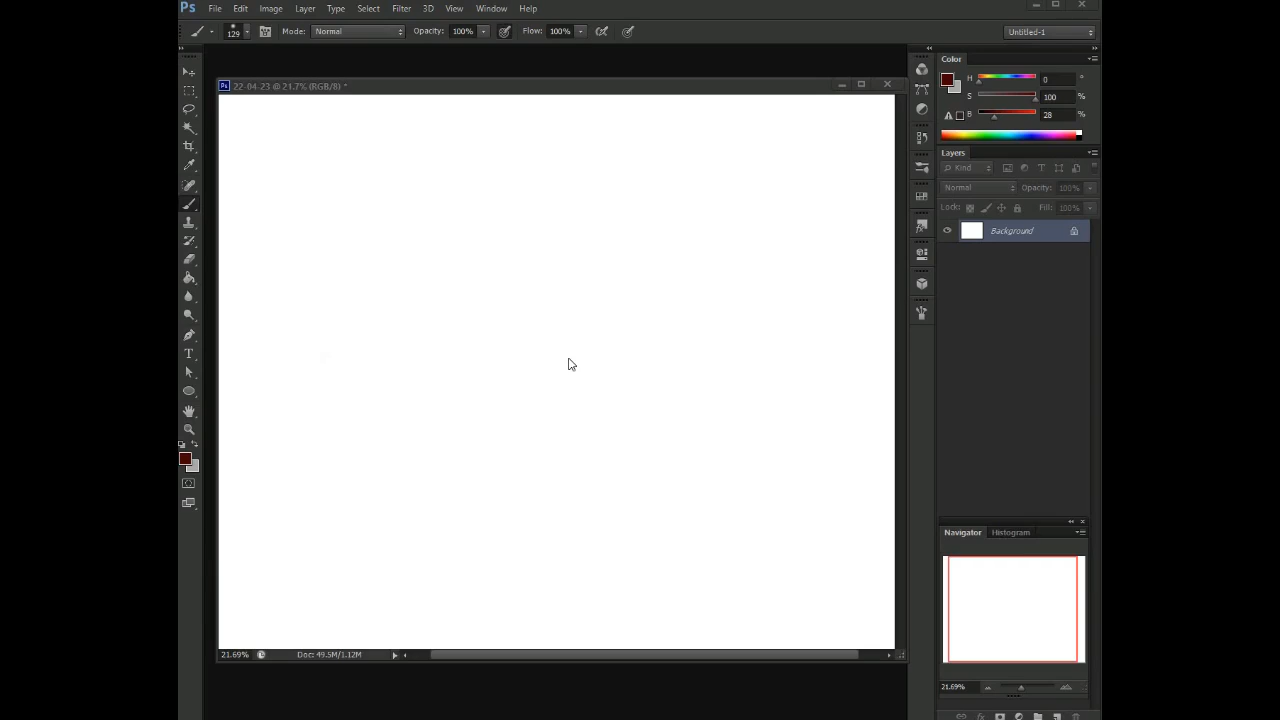 Ps File Edit Image Layer Type Select Filter 3D View Window Help
129 Mode: Normal Opacity: 100% Flow: 100% Untitled-1
Ps 22-04-23 @ 21.7% (RGB/8) *
Color
H 0 °
S 100 %
B 28 %
Layers
Kind
Normal Opacity: 100%
Lock: Fill: 100%
Background
T
Navigator Histogram
21.69% Doc: 49.5M/1.12M
21.69%
fx